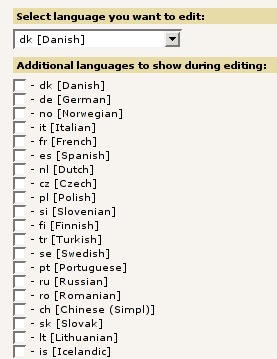 Select language you want to edit:
dk [Danish]
Additional languages to show during editing:
- dk [Danish]
- de [German]
- no [Norwegian]
- it [Italian]
- fr [French]
- es [Spanish]
- nl [Dutch]
- cz [Czech]
- pl [Polish]
- si [Slovenian]
- fi [Finnish]
- tr [Turkish]
- se [Swedish]
- pt [Portuguese]
- ru [Russian]
- ro [Romanian]
- ch [Chinese (Simpl)]
- sk [Slovak]
- lt [Lithuanian]
- is [Icelandic]